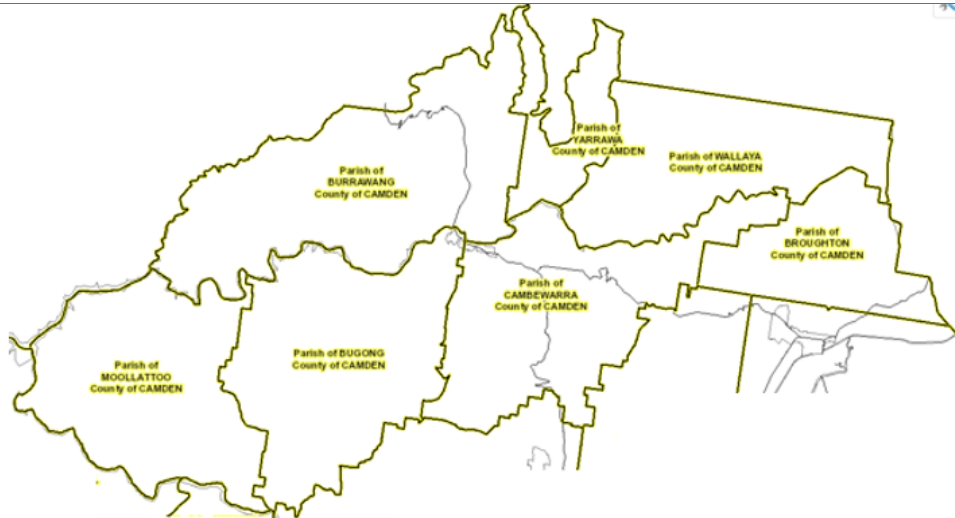 Parish of
YARRAWA
County of CAMDEN
Parish of WALLAYA
County of CAMDEN
Parish of
BURRAWANG
County of CAMDEN
Parish of
BROUGHTON
County of CAMDEN
Parish of
CAMBEWARRA
County of CAMDEN
Parish of BUGONG
County of CAMDEN
Parish of
MOOLLATTOO
County of CAMDEN